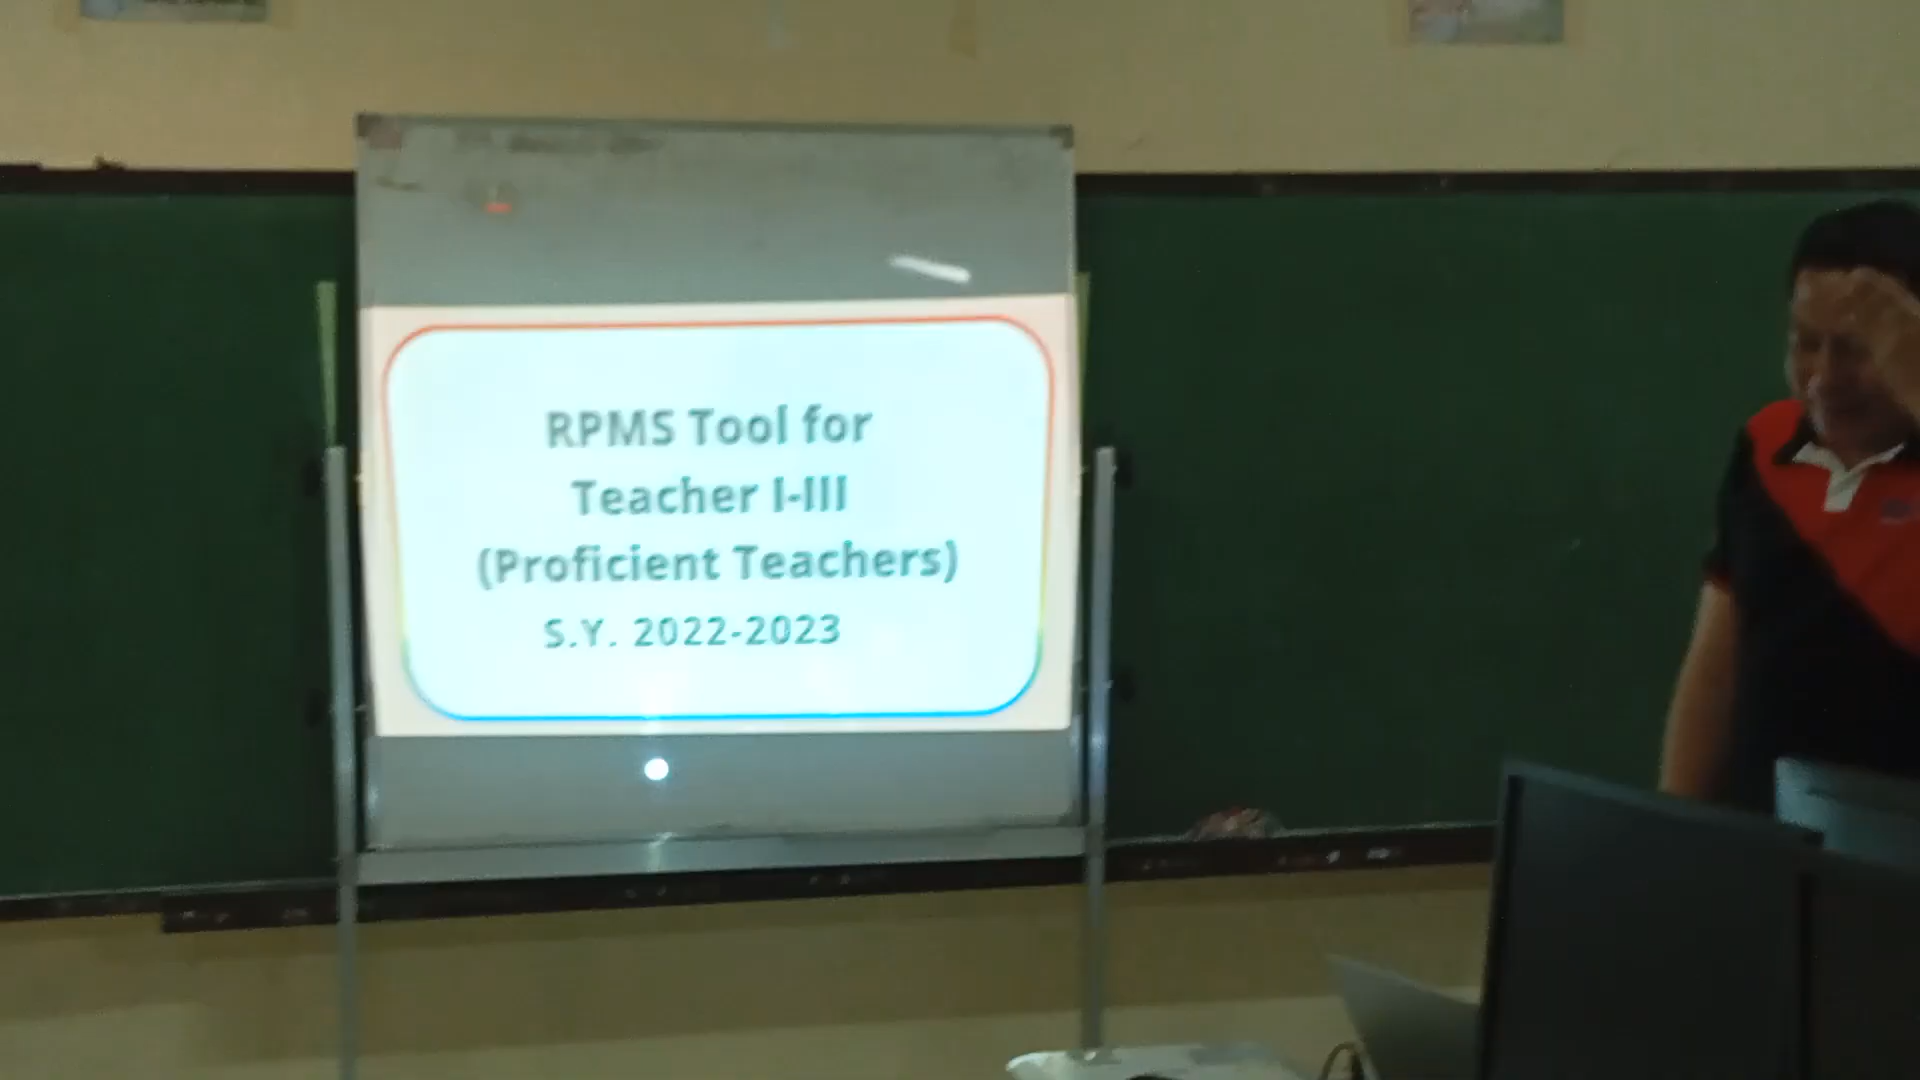 RPMS Tool for
Teacher I-III
(Proficient Teachers)
S.Y. 2022-2023